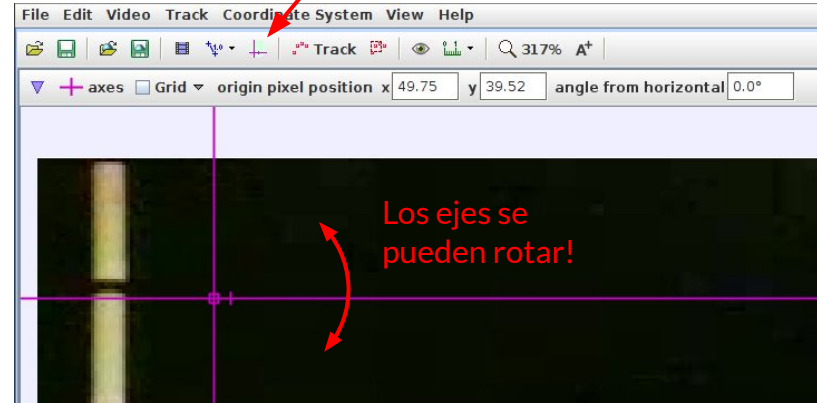 File Edit Video Track Coordinate System View Help
Track 317% A+
axes Grid origin pixel position x 49.75 y 39.52 angle from horizontal 0.0°
Los ejes se
pueden rotar!